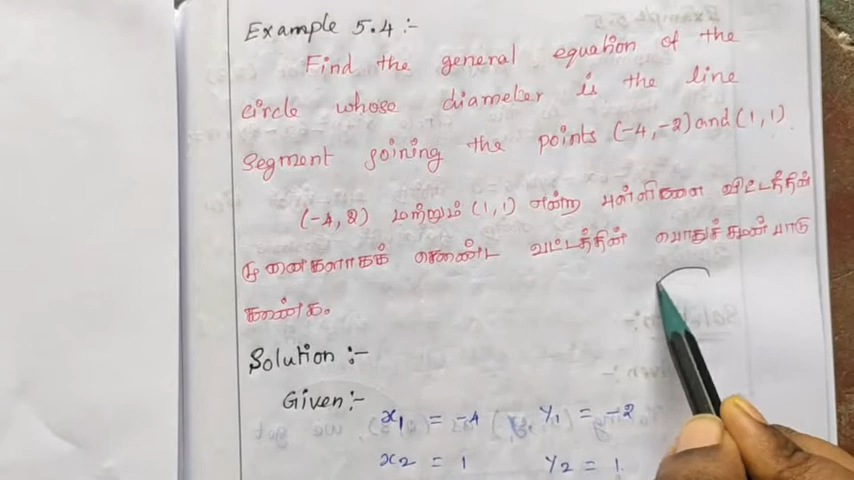 Example 5.4 :-
Find the general equation of the
circle whose diameter is the line
segment joining the points (-4,-2) and (1,1)
(-4,2) மற்றும் (1,1) என்ற புள்ளிகளை விட்டத்தின்
முனைகளாகக் கொண்ட வட்டத்தின் பொதுச் சமன்பாடு
காண்க.
Solution :-
Given :-
x₁ = -4 y₁ = -2
x₂ = 1 y₂ = 1.